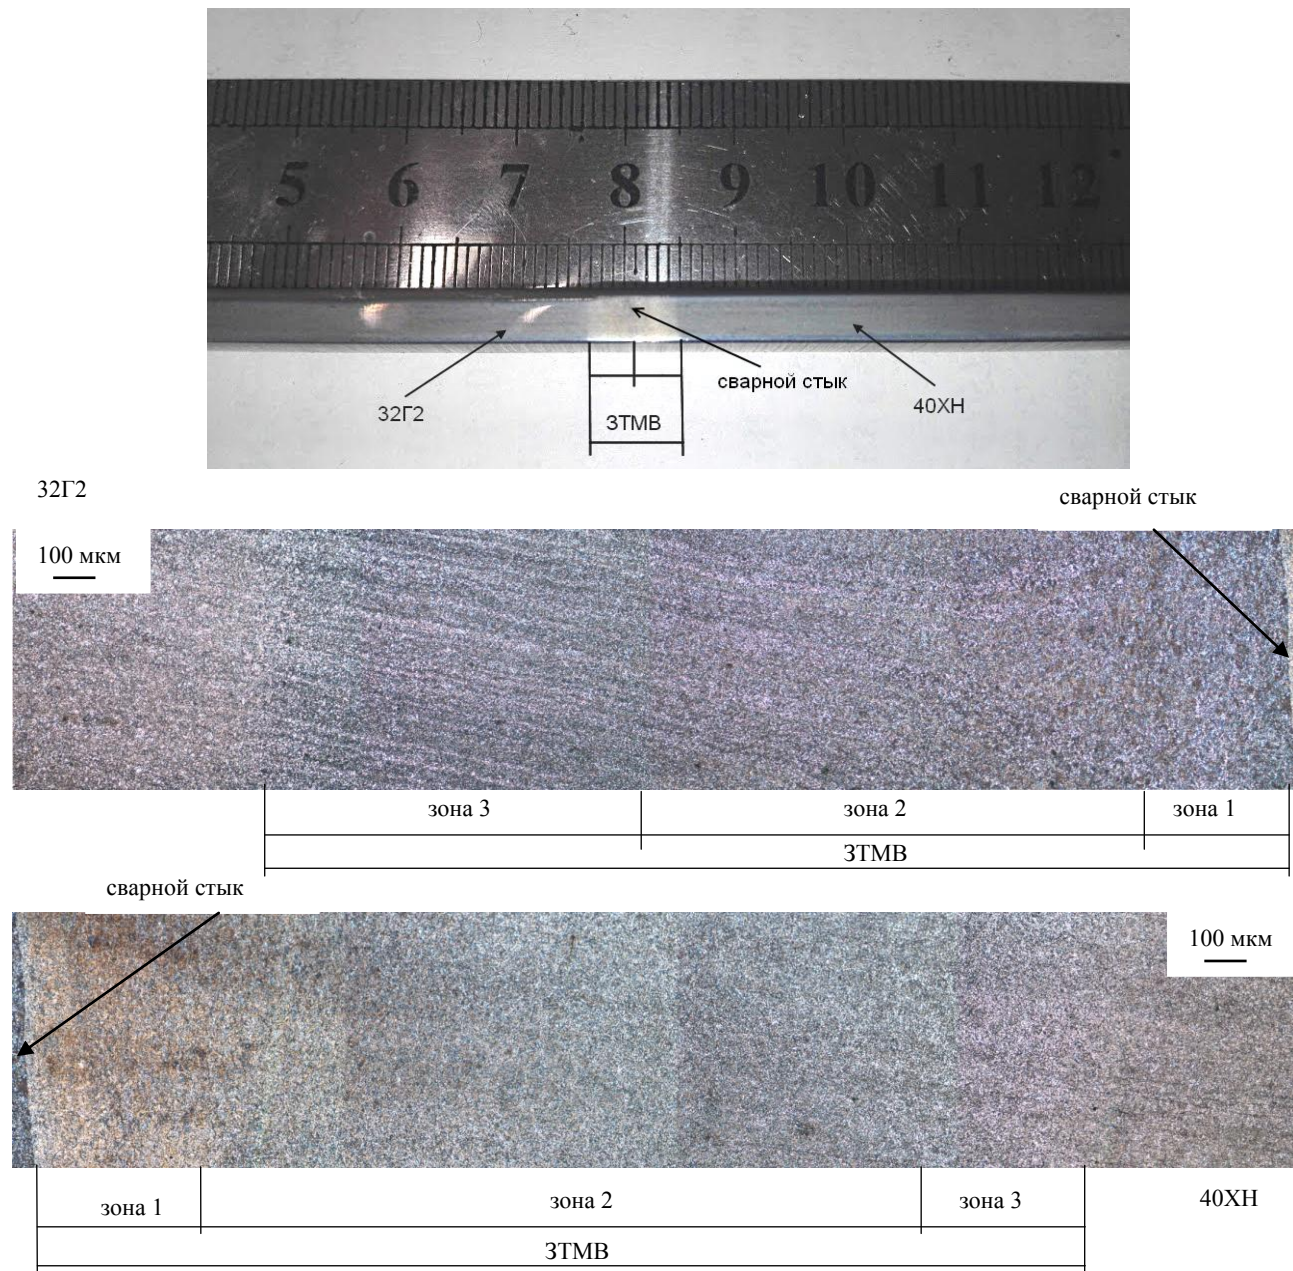 5 6 7 8 9 10 11 12
сварной стык
32Г2
40ХН
ЗТМВ
32Г2
сварной стык
100 мкм
зона 3
зона 2
зона 1
ЗТМВ
сварной стык
100 мкм
зона 1
зона 2
зона 3
40ХН
ЗТМВ